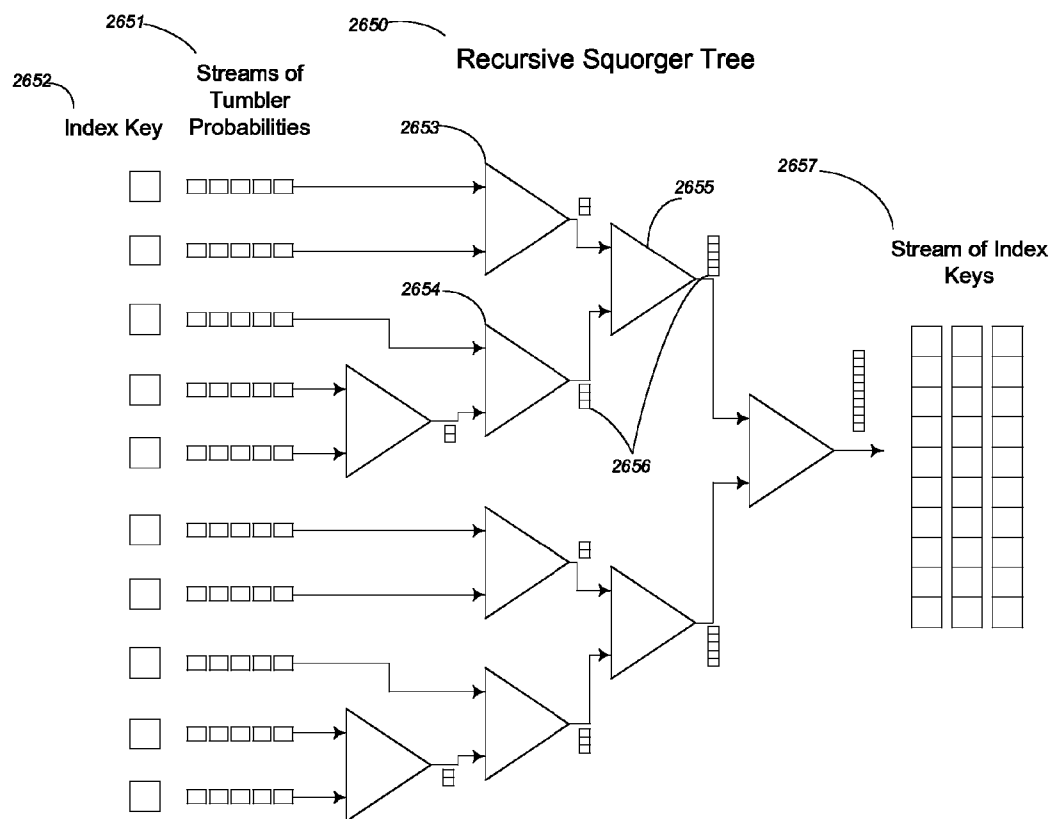 2651
2650
Recursive Squorger Tree
2652
Streams of
Tumbler
Probabilities
Index Key
2653
2655
2657
Stream of Index
Keys
2654
2656